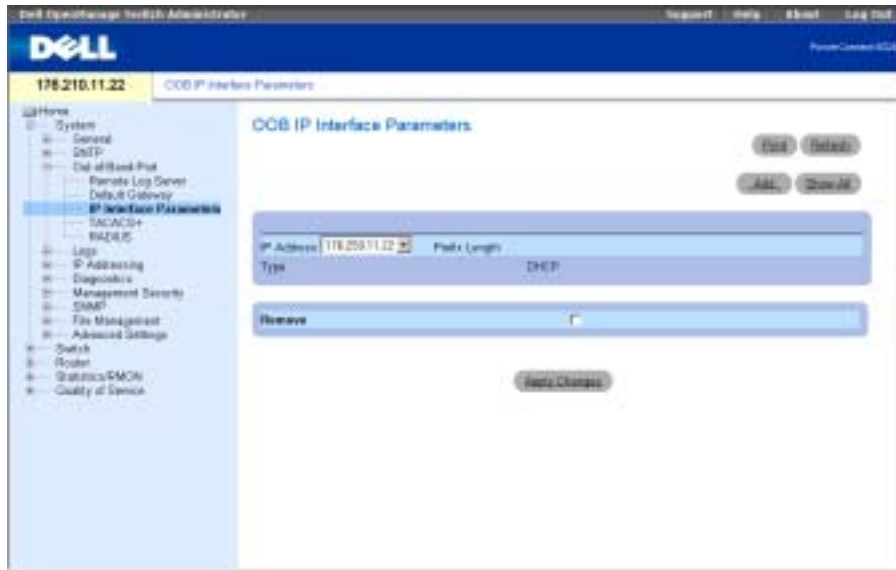 Dell OpenManage Switch Administrator
Support Help About Log Out
DELL
176.210.11.22
OOB IP Interface Parameters
Home
System
General
SNTP
Out of Band Port
Remote Log Server
Default Gateway
IP Interface Parameters
TACACS+
RADIUS
Logs
IP Addressing
Diagnostics
Management Security
SNMP
File Management
Advanced Settings
Switch
Router
Statistics/RMON
Quality of Service
OOB IP Interface Parameters
Print Refresh
Add Show All
IP Address Prefix Length
Type DHCP
Remove
Apply Changes